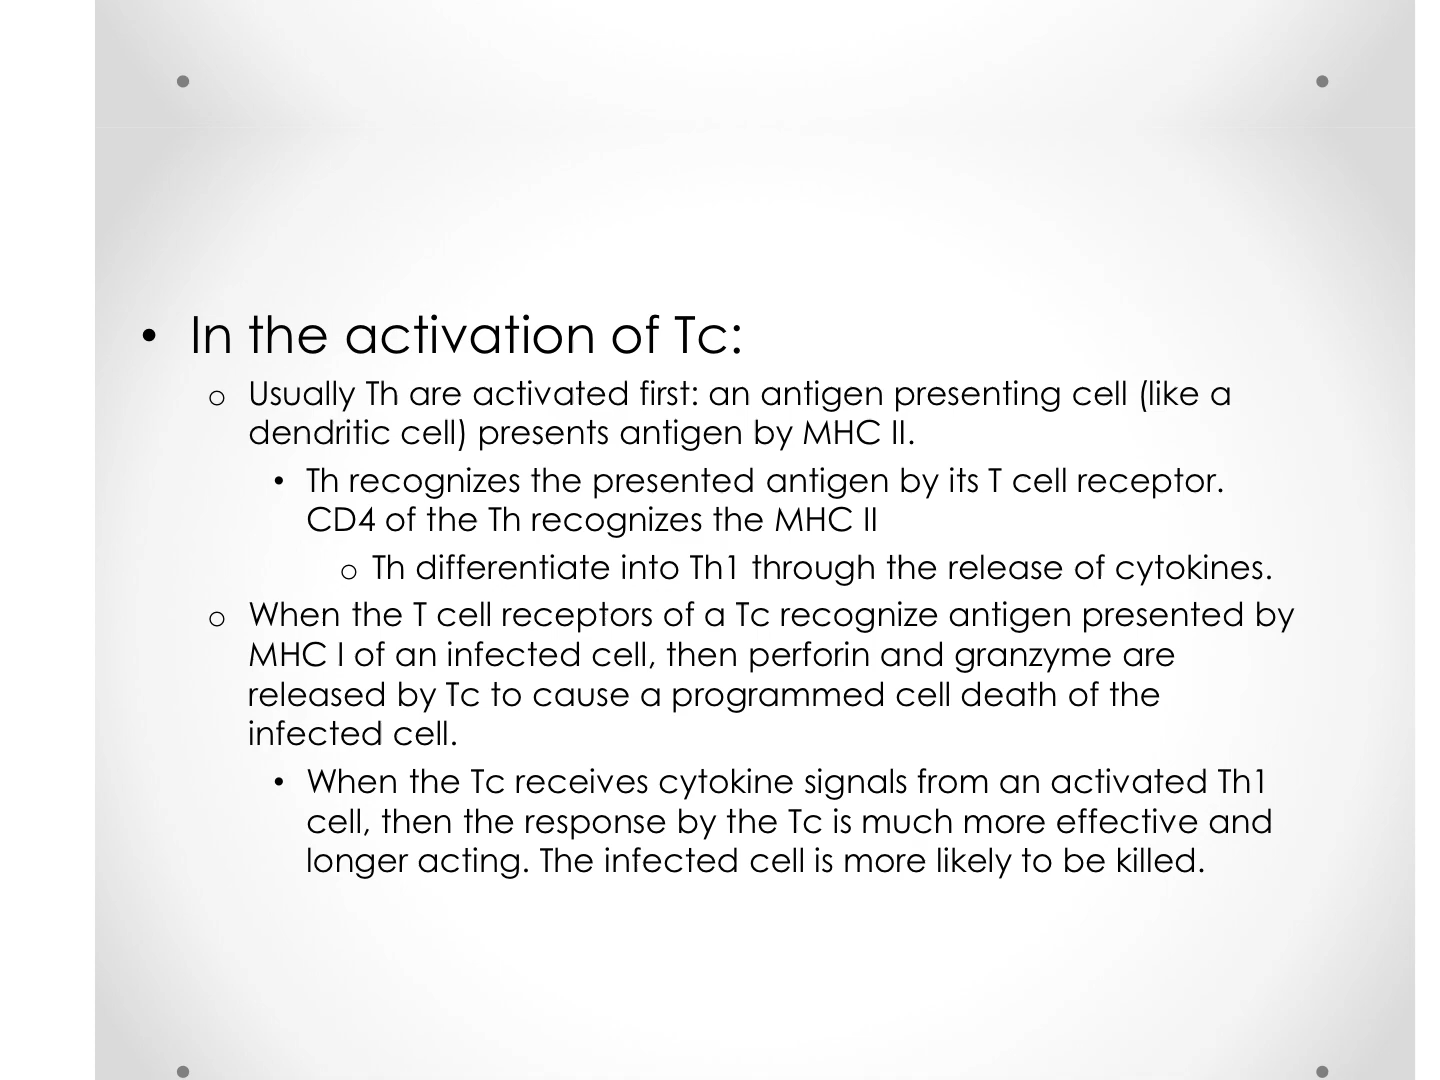 • In the activation of Tc:
o Usually Th are activated first: an antigen presenting cell (like a
dendritic cell) presents antigen by MHC II.
• Th recognizes the presented antigen by its T cell receptor.
CD4 of the Th recognizes the MHC II
o Th differentiate into Th1 through the release of cytokines.
o When the T cell receptors of a Tc recognize antigen presented by
MHC I of an infected cell, then perforin and granzyme are
released by Tc to cause a programmed cell death of the
infected cell.
• When the Tc receives cytokine signals from an activated Th1
cell, then the response by the Tc is much more effective and
longer acting. The infected cell is more likely to be killed.